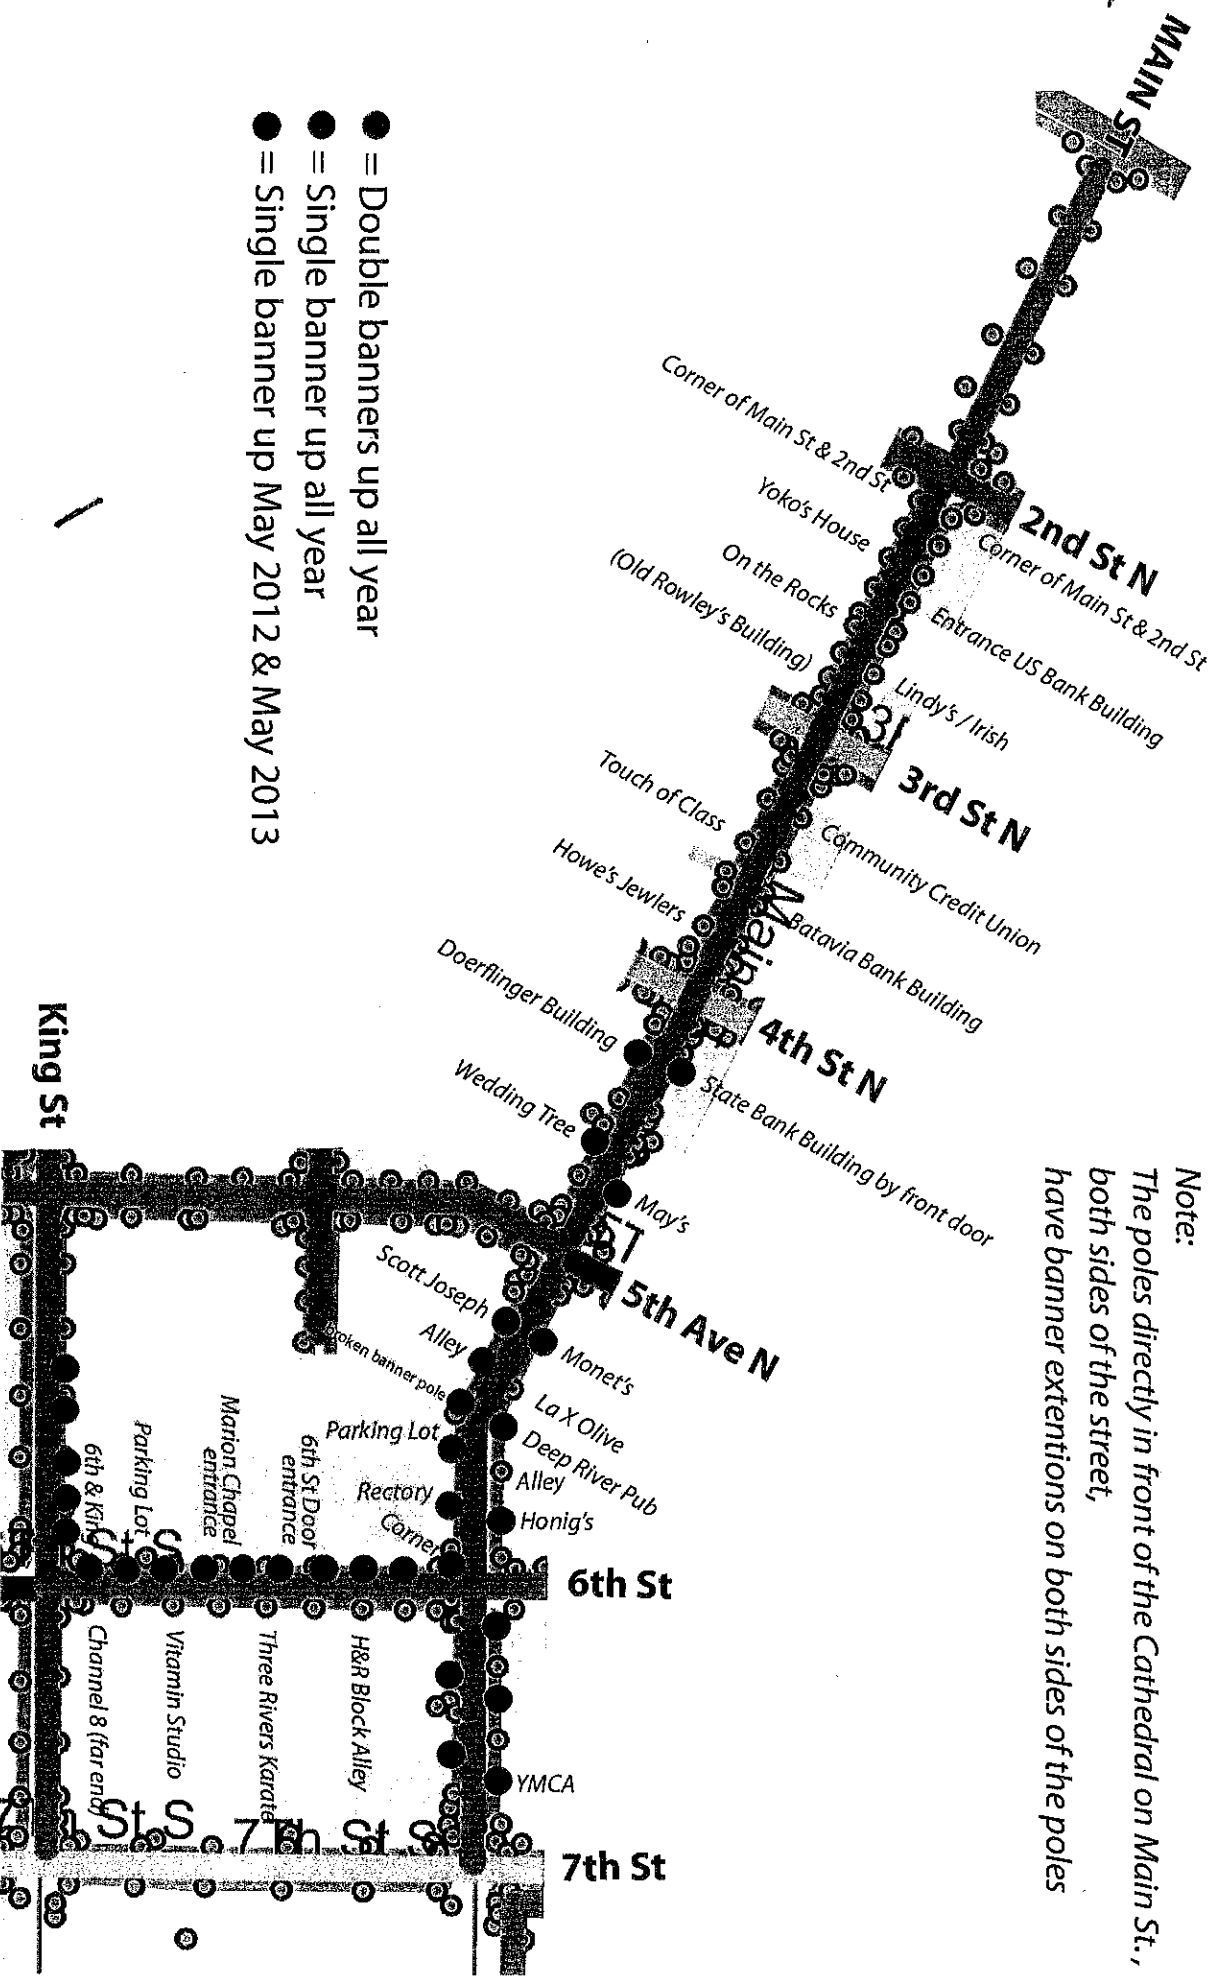 MAIN ST
= Double banners up all year
= Single banner up all year
= Single banner up May 2012 & May 2013
Note:
The poles directly in front of the Cathedral on Main St.,
both sides of the street,
have banner extentions on both sides of the poles
2nd St N
Corner of Main St & 2nd St
Corner of Main St & 2nd St
Yoko's House
Entrance US Bank Building
On the Rocks
(Old Rowley's Building)
Lindy's / Irish
3rd St N
Touch of Class
Community Credit Union
Howe's Jewlers
Batavia Bank Building
Main
4th St N
Doerflinger Building
State Bank Building by front door
Wedding Tree
May's
5th Ave N
Scott Joseph
Monet's
Alley
broken banner pole
La X Olive
Parking Lot
Deep River Pub
Alley
Rectory
Honig's
Corner
6th St
King St
6th & King
Parking Lot
Marion Chapel
entrance
6th St Door
entrance
Channel 8 (far end)
Vitamin Studio
Three Rivers Karate
H&R Block Alley
YMCA
St S
7th St S
7th St